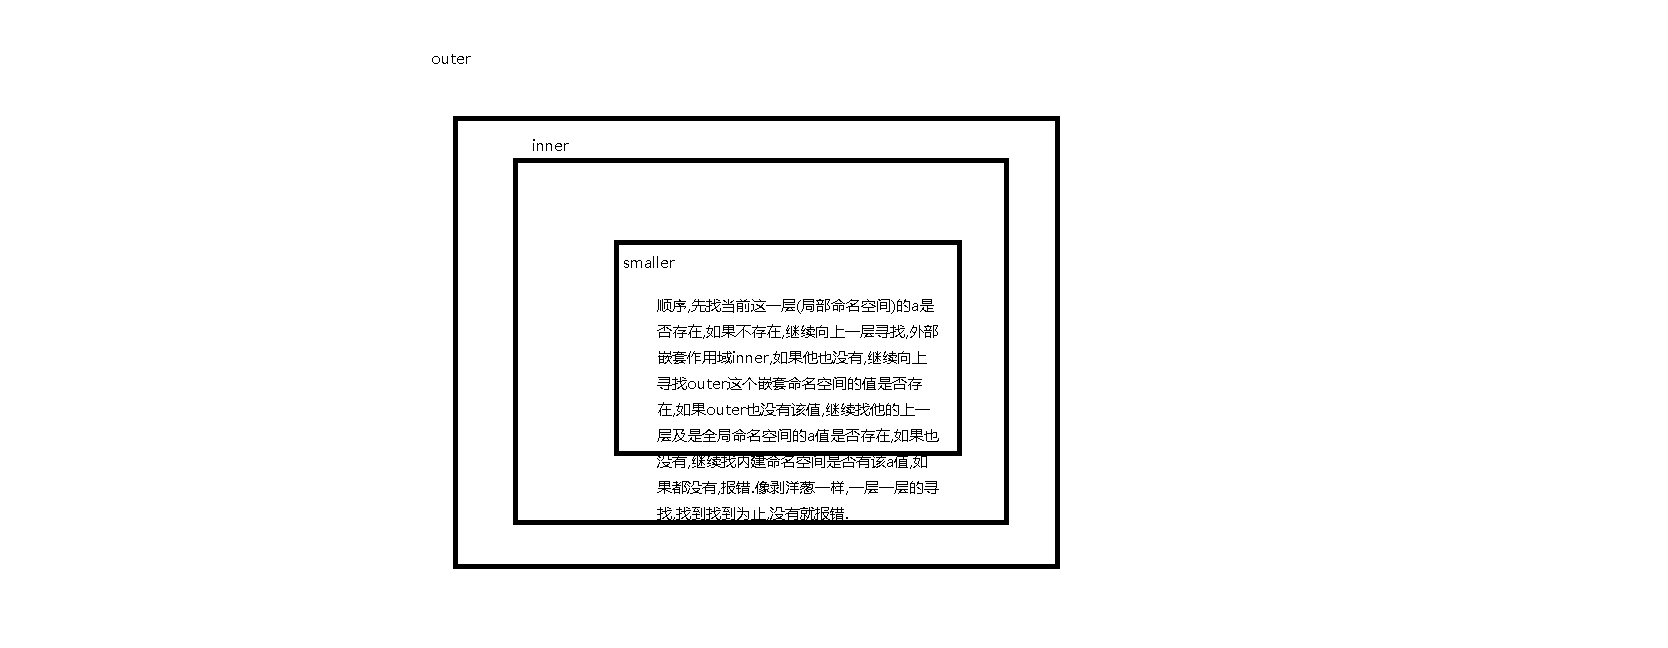 outer
inner
smaller
顺序,先找当前这一层(局部命名空间)的a是
否存在,如果不存在,继续向上一层寻找,外部
嵌套作用域inner,如果他也没有,继续向上
寻找outer这个嵌套命名空间的值是否存
在,如果outer也没有该值,继续找他的上一
层及是全局命名空间的a值是否存在,如果也
没有,继续找内建命名空间是否有该a值,如
果都没有,报错.像剥洋葱一样,一层一层的寻
找,找到找到为止,没有就报错.